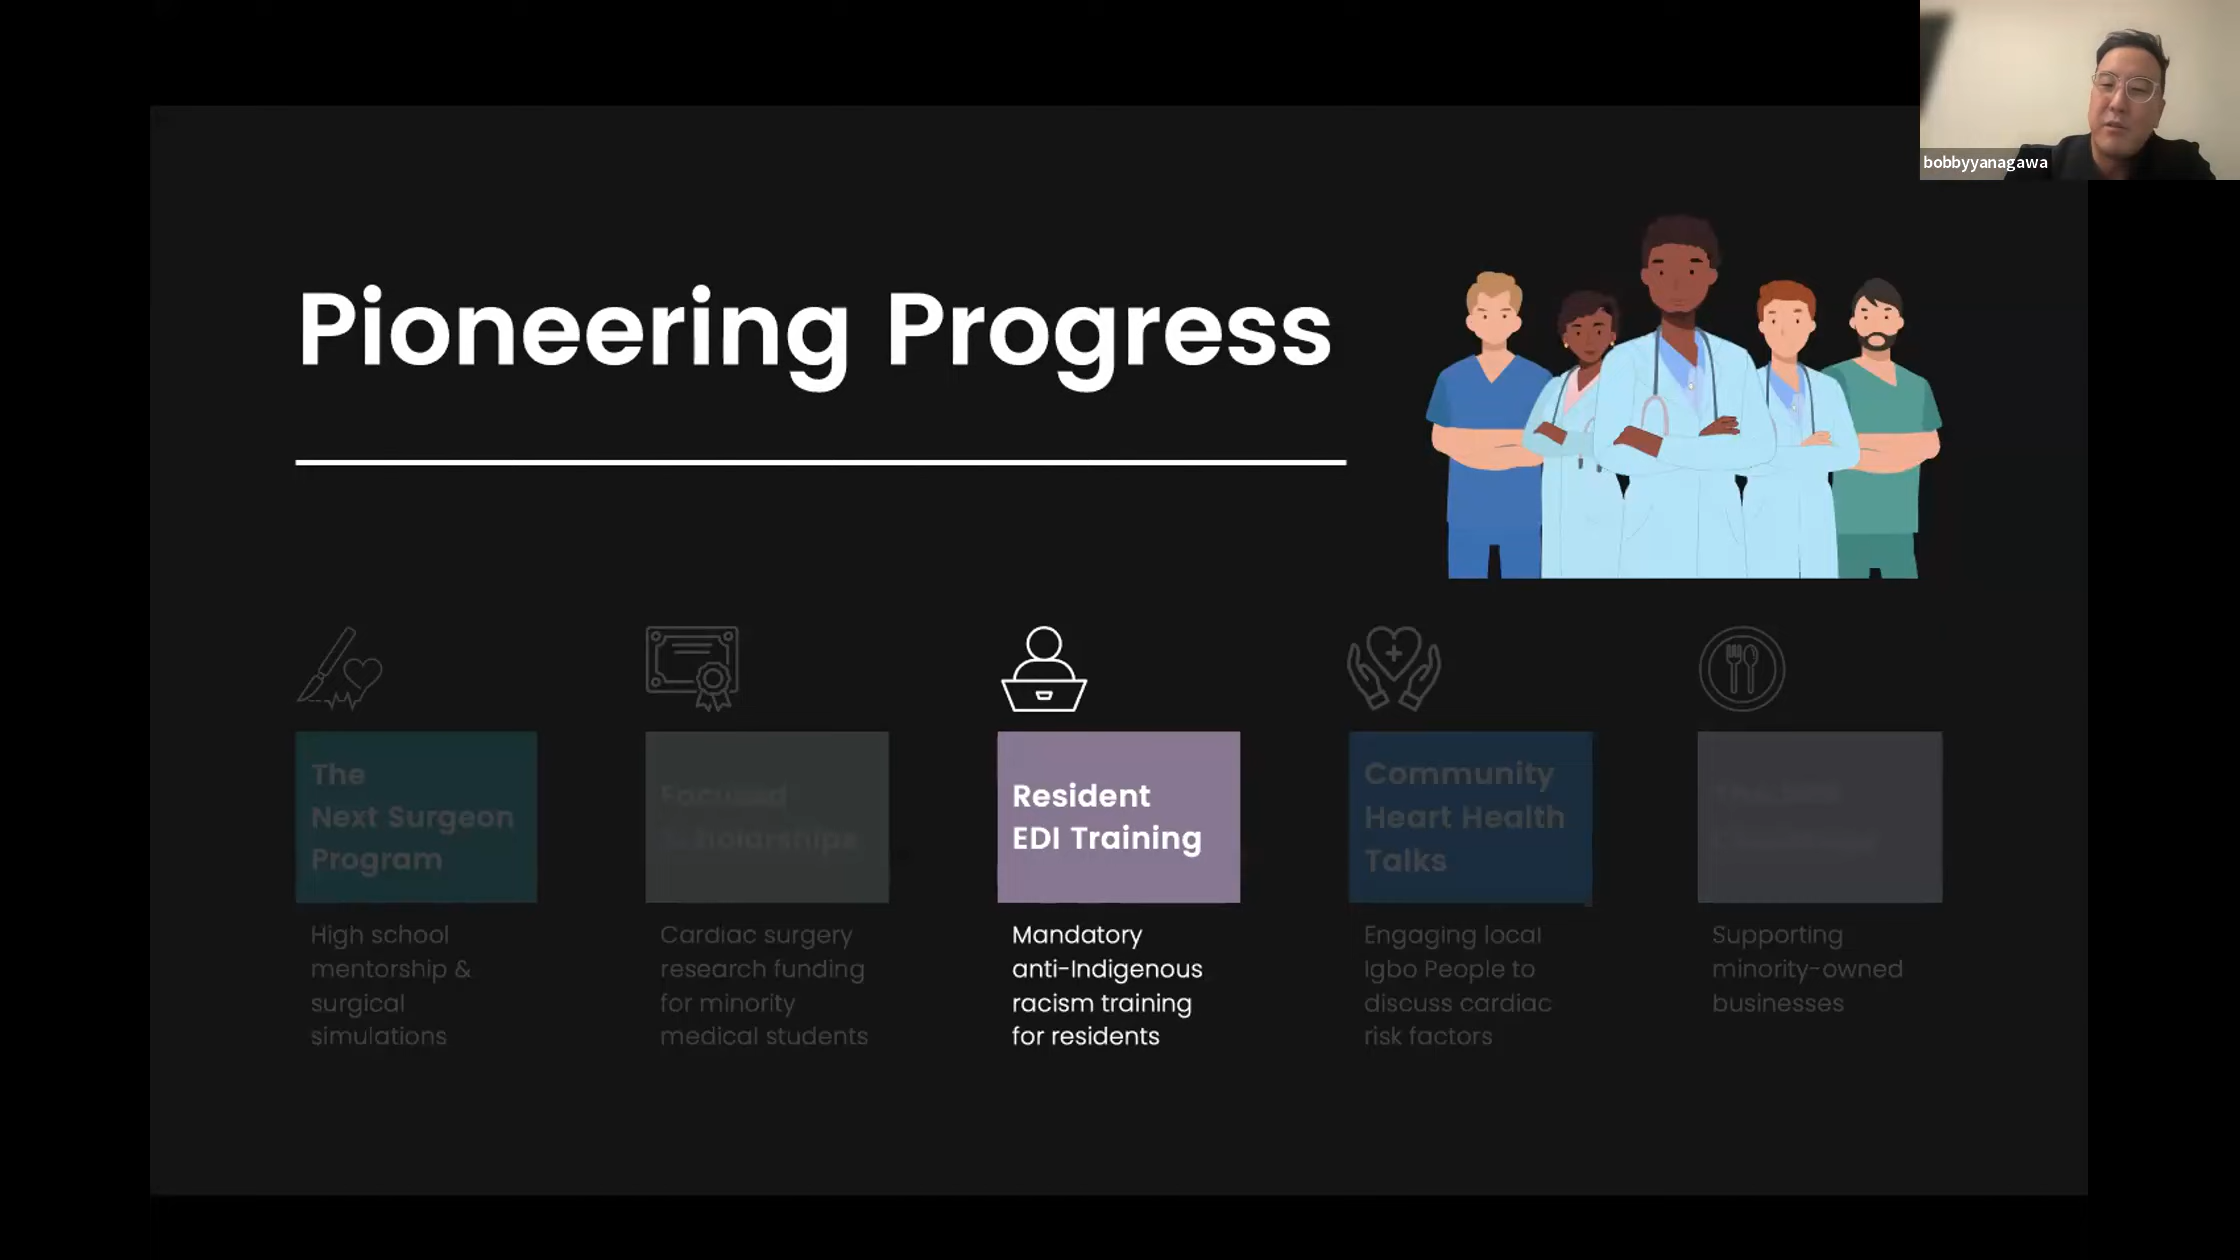 bobbyyanagawa
Pioneering Progress
The
Next Surgeon
Program
High school
mentorship &
surgical
simulations
Focused
Scholarships
Cardiac surgery
research funding
for minority
medical students
Resident
EDI Training
Mandatory
anti-Indigenous
racism training
for residents
Community
Heart Health
Talks
Engaging local
Igbo People to
discuss cardiac
risk factors
Supporting
minority-owned
businesses